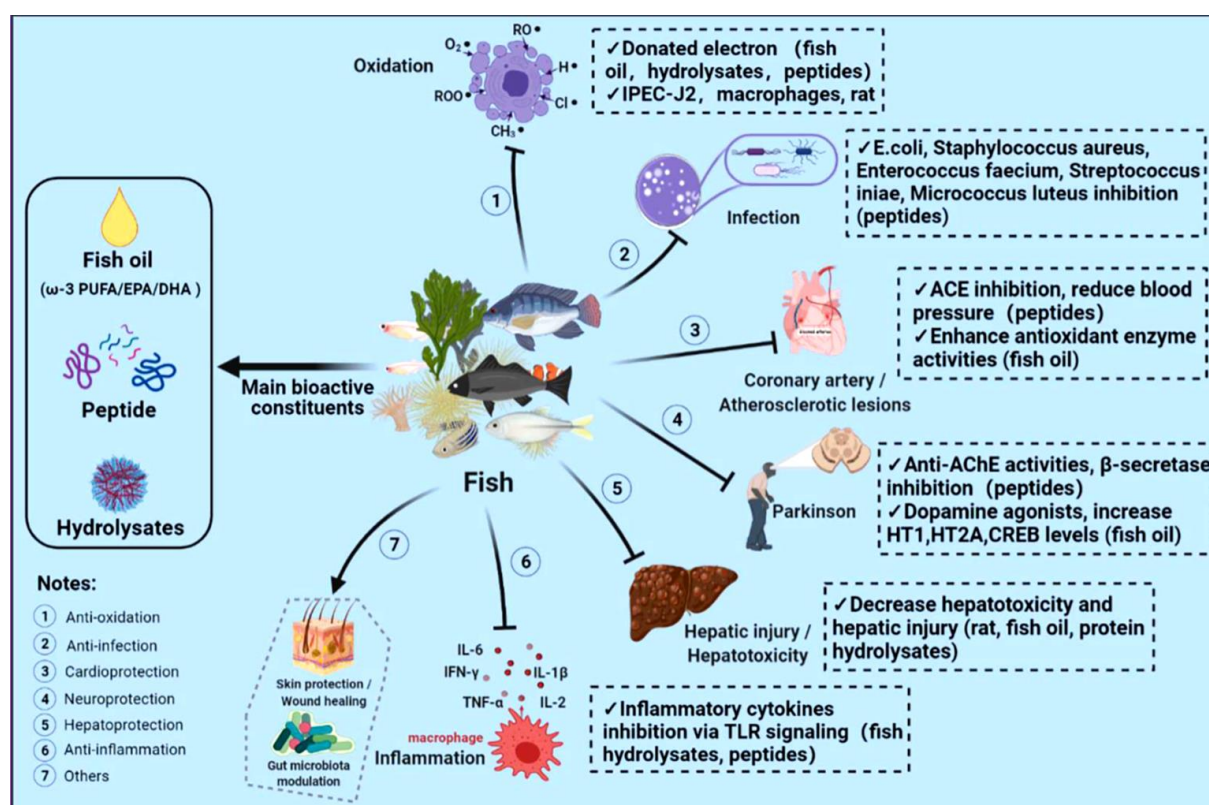 RO •
O₂ •
Oxidation
H •
ROO •
Cl •
CH₃ •
✓Donated electron (fish
oil, hydrolysates, peptides)
✓IPEC-J2, macrophages, rat
1
Infection
2
✓E.coli, Staphylococcus aureus,
Enterococcus faecium, Streptococcus
iniae, Micrococcus luteus inhibition
(peptides)
Fish oil
(ω-3 PUFA/EPA/DHA )
Peptide
Hydrolysates
Main bioactive
constituents
Fish
3
Coronary artery /
Atherosclerotic lesions
✓ACE inhibition, reduce blood
pressure (peptides)
✓Enhance antioxidant enzyme
activities (fish oil)
4
Parkinson
✓Anti-AChE activities, β-secretase
inhibition (peptides)
✓Dopamine agonists, increase
HT1,HT2A,CREB levels (fish oil)
5
Hepatic injury /
Hepatotoxicity
✓Decrease hepatotoxicity and
hepatic injury (rat, fish oil, protein
hydrolysates)
6
IL-6
IFN-γ
IL-1β
TNF-α
IL-2
macrophage
Inflammation
✓Inflammatory cytokines
inhibition via TLR signaling (fish
hydrolysates, peptides)
7
Skin protection /
Wound healing
Gut microbiota
modulation
Notes:
1 Anti-oxidation
2 Anti-infection
3 Cardioprotection
4 Neuroprotection
5 Hepatoprotection
6 Anti-inflammation
7 Others